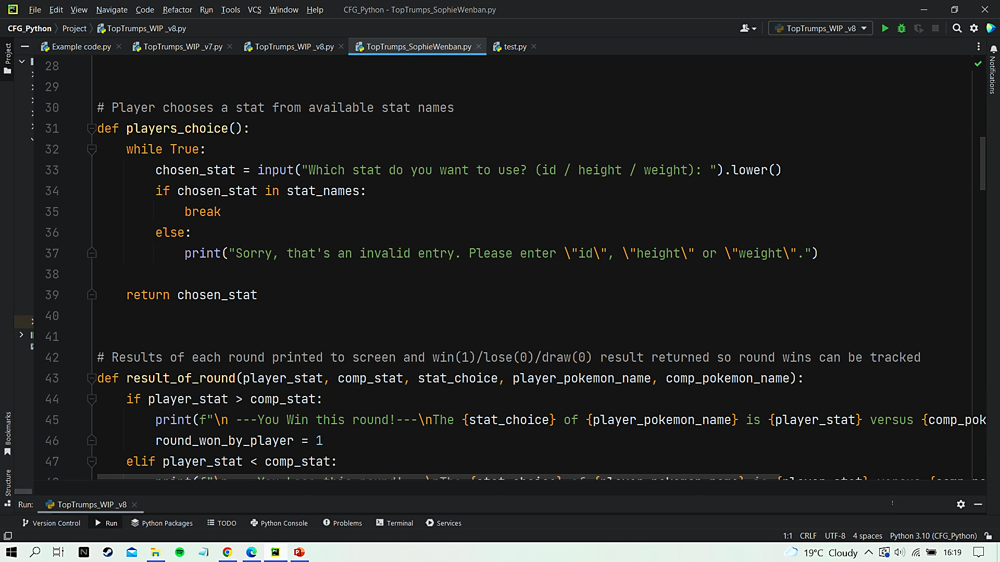 File Edit View Navigate Code Refactor Run Tools VCS Window Help CFG_Python - TopTrumps_SophieWenban.py
CFG_Python Project TopTrumps_WIP _v8.py TopTrumps_WIP _v8
Example code.py TopTrumps_WIP _v7.py TopTrumps_WIP _v8.py TopTrumps_SophieWenban.py test.py
Project
Notifications
28
29
30 # Player chooses a stat from available stat names
31 def players_choice():
32 while True:
33 chosen_stat = input("Which stat do you want to use? (id / height / weight): ").lower()
34 if chosen_stat in stat_names:
35 break
36 else:
37 print("Sorry, that's an invalid entry. Please enter \"id\", \"height\" or \"weight\".")
38
39 return chosen_stat
40
41
42 # Results of each round printed to screen and win(1)/lose(0)/draw(0) result returned so round wins can be tracked
43 def result_of_round(player_stat, comp_stat, stat_choice, player_pokemon_name, comp_pokemon_name):
44 if player_stat > comp_stat:
45 print(f"\n ---You Win this round!---\nThe {stat_choice} of {player_pokemon_name} is {player_stat} versus {comp_pok
46 round_won_by_player = 1
47 elif player_stat < comp_stat:
Bookmarks
Structure
Run: TopTrumps_WIP _v8
Version Control Run Python Packages TODO Python Console Problems Terminal Services
1:1 CRLF UTF-8 4 spaces Python 3.10 (CFG_Python)
19°C Cloudy 16:19